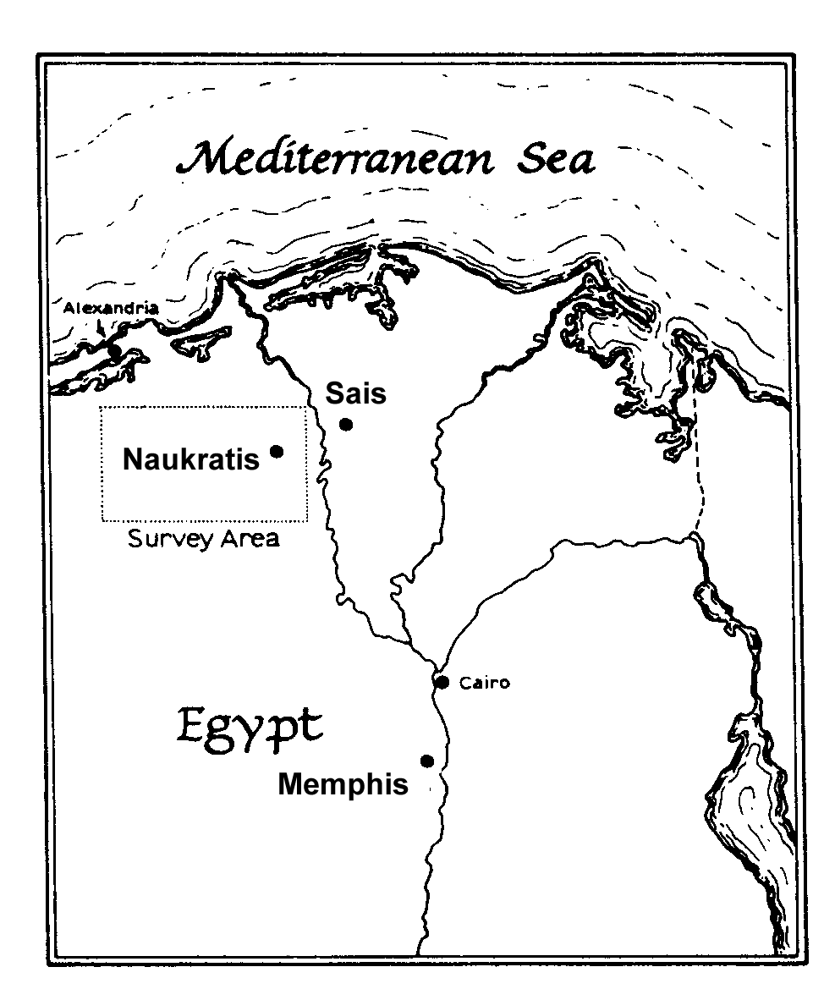 Mediterranean Sea
Alexandria
Sais
Naukratis
Survey Area
Cairo
Egypt
Memphis